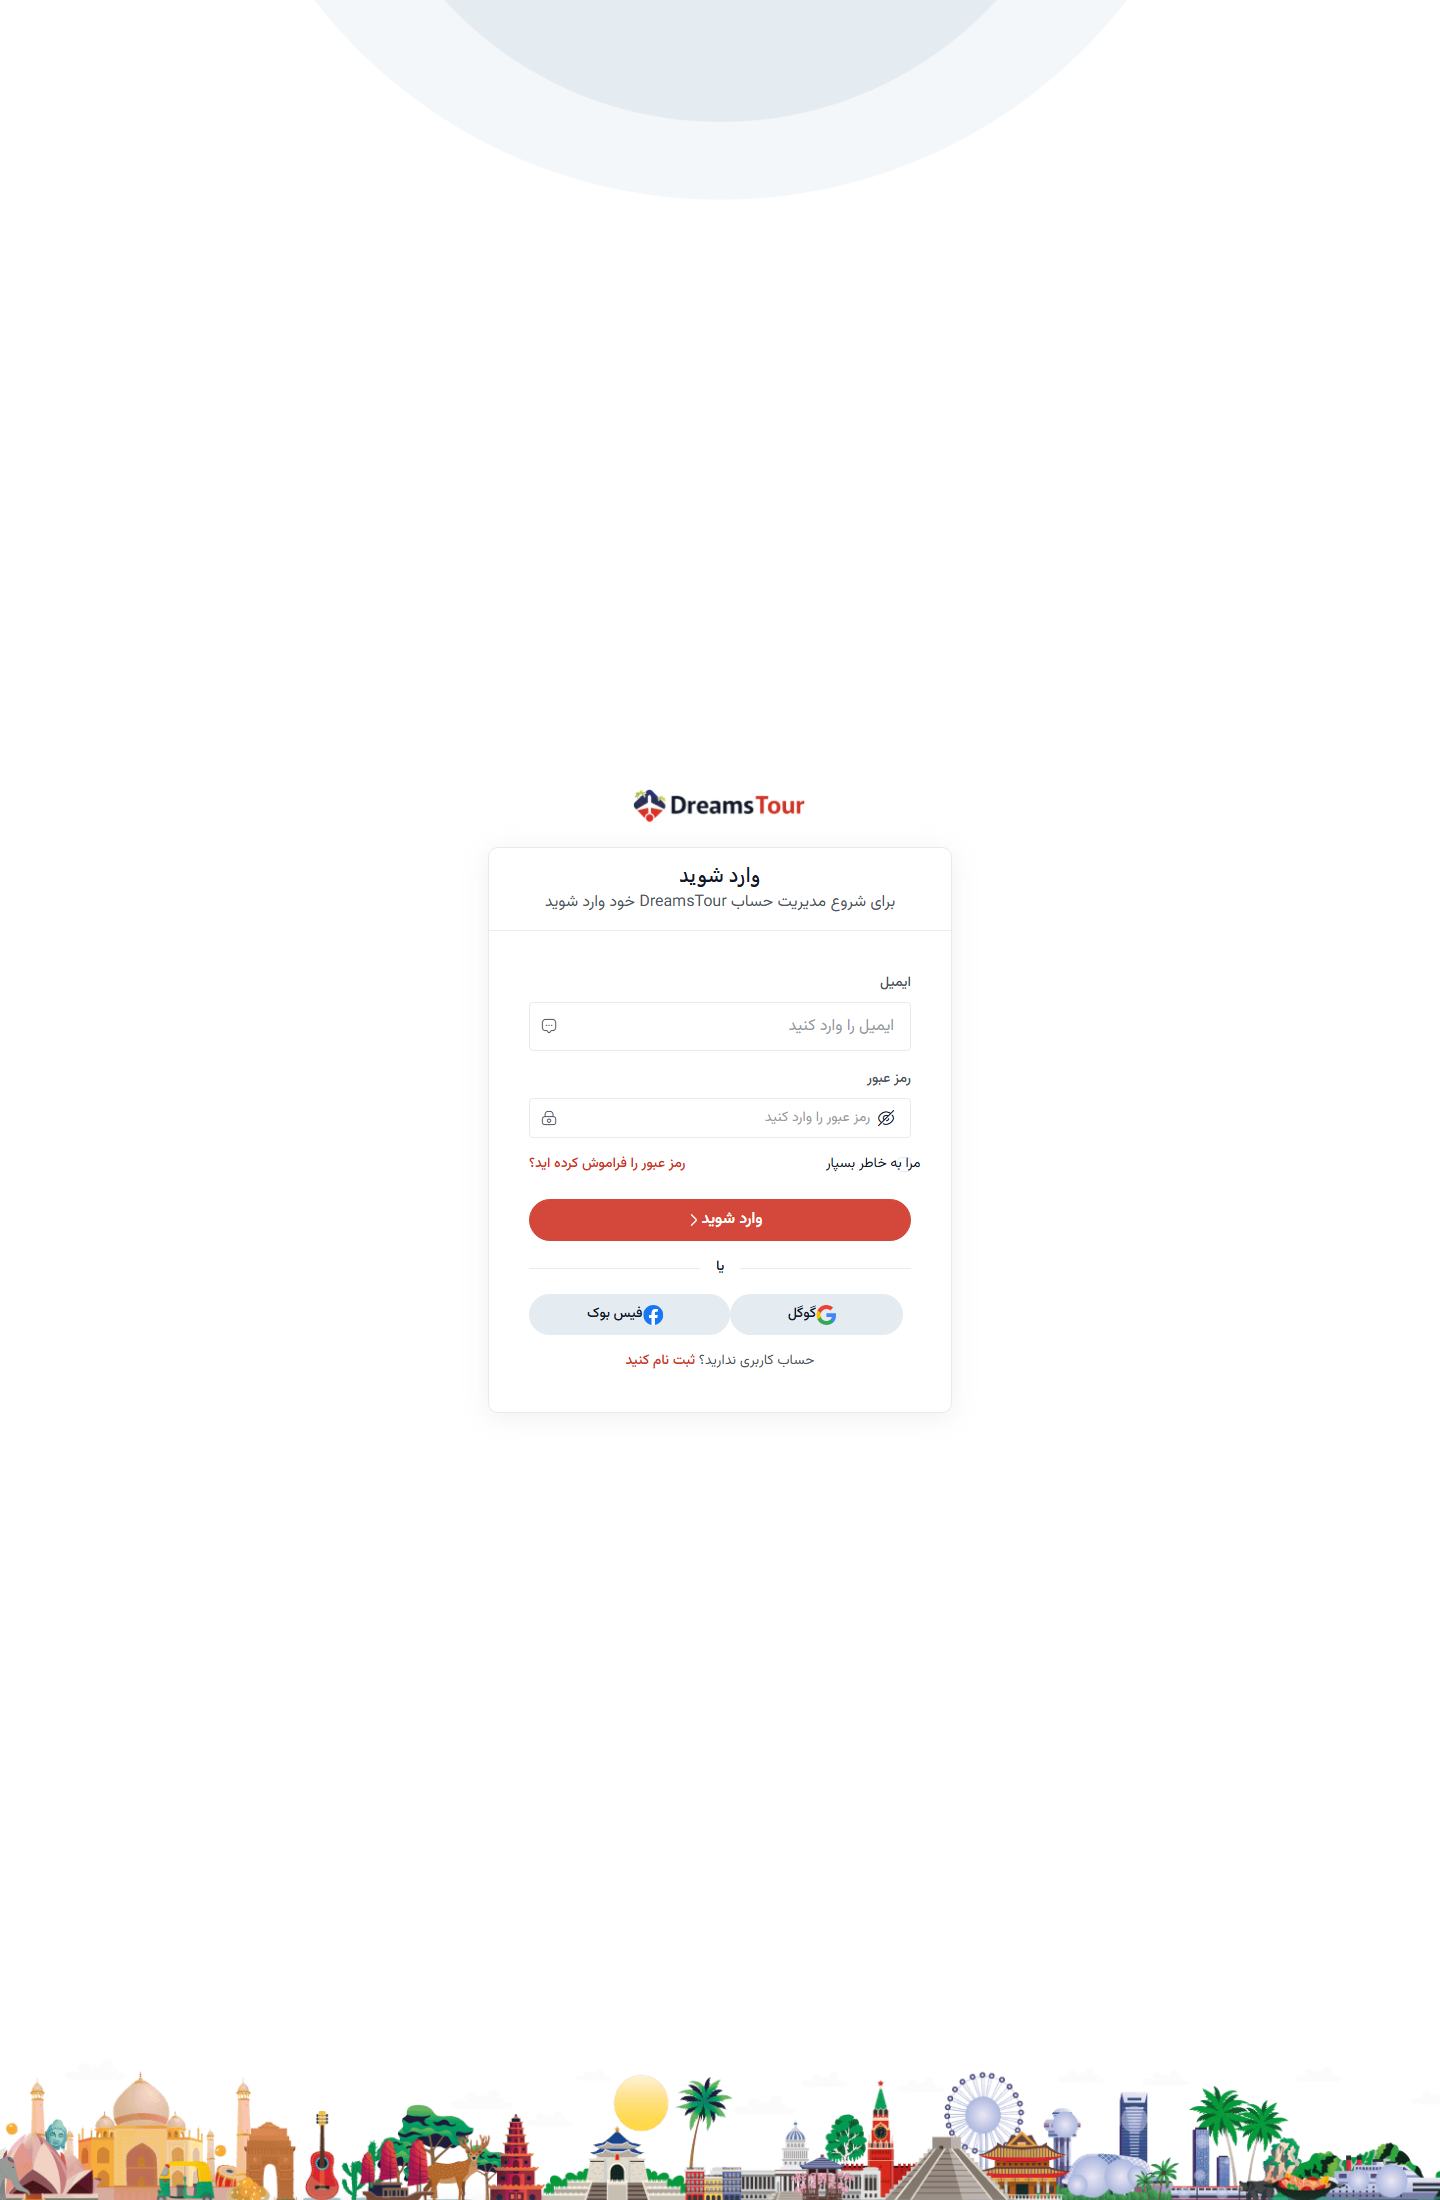 DreamsTour
وارد شوید
برای شروع مدیریت حساب DreamsTour خود وارد شوید
ایمیل
ایمیل را وارد کنید
رمز عبور
رمز عبور را وارد کنید
مرا به خاطر بسپار
رمز عبور را فراموش کرده اید؟
وارد شوید
یا
گوگل
فیس بوک
حساب کاربری ندارید؟ ثبت نام کنید